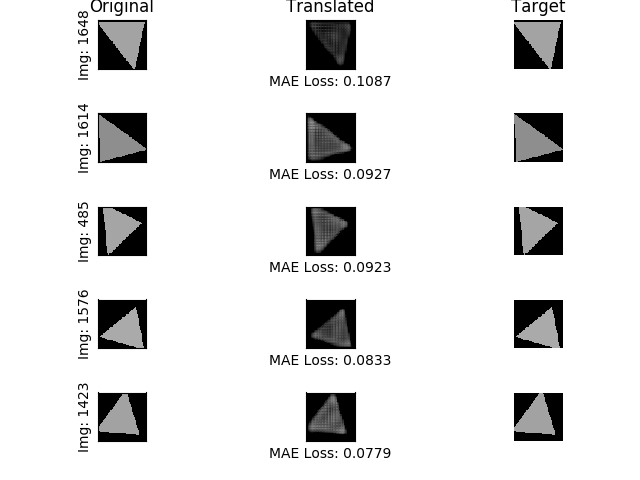 Original Translated Target
Img: 1648
MAE Loss: 0.1087
Img: 1614
MAE Loss: 0.0927
Img: 485
MAE Loss: 0.0923
Img: 1576
MAE Loss: 0.0833
Img: 1423
MAE Loss: 0.0779